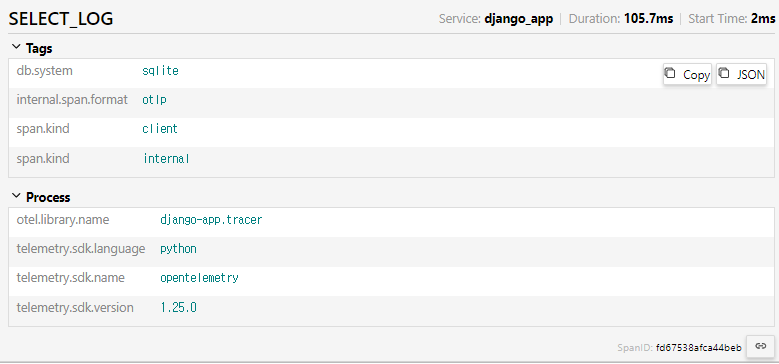 SELECT_LOG Service: django_app | Duration: 105.7ms | Start Time: 2ms
Tags
db.system sqlite Copy JSON
internal.span.format otlp
span.kind client
span.kind internal
Process
otel.library.name django-app.tracer
telemetry.sdk.language python
telemetry.sdk.name opentelemetry
telemetry.sdk.version 1.25.0
SpanID: fd67538afca44beb